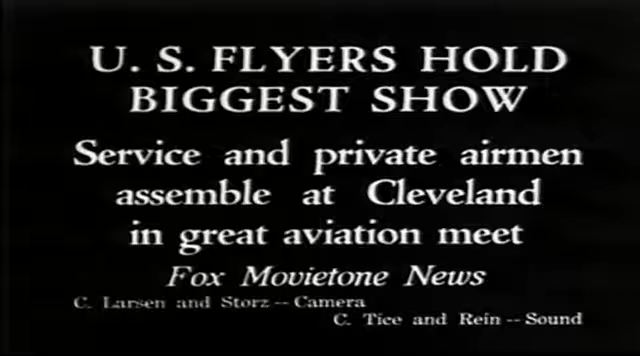 U. S. FLYERS HOLD
BIGGEST SHOW
Service and private airmen
assemble at Cleveland
in great aviation meet
Fox Movietone News
C. Larsen and Storz -- Camera
C. Tice and Rein -- Sound